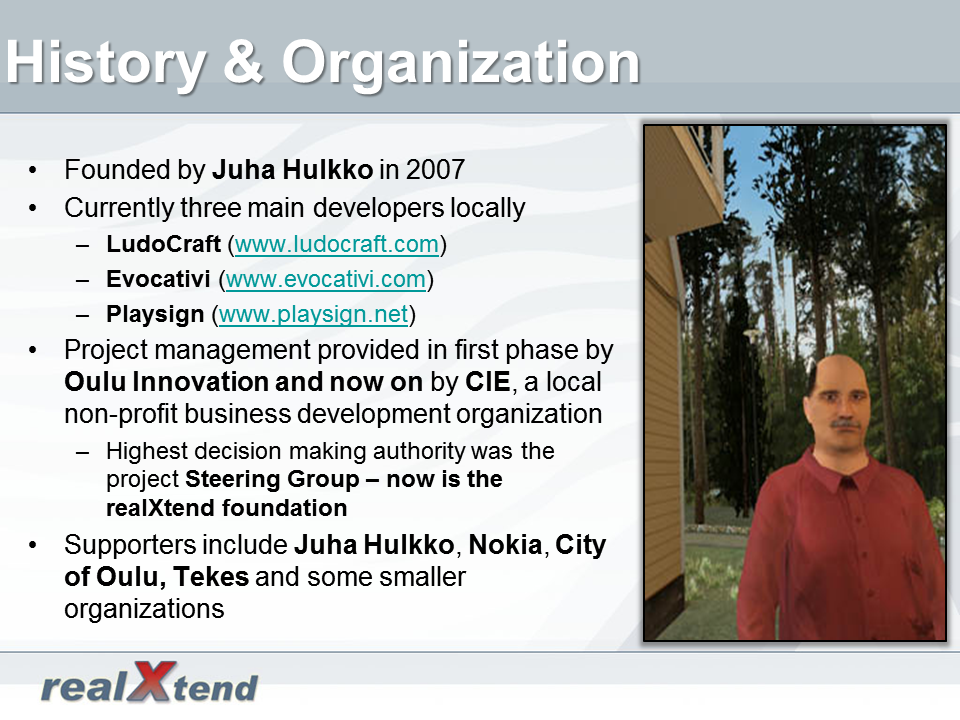 History & Organization
• Founded by Juha Hulkko in 2007
• Currently three main developers locally
– LudoCraft (www.ludocraft.com)
– Evocativi (www.evocativi.com)
– Playsign (www.playsign.net)
• Project management provided in first phase by
Oulu Innovation and now on by CIE, a local
non-profit business development organization
– Highest decision making authority was the
project Steering Group – now is the
realXtend foundation
• Supporters include Juha Hulkko, Nokia, City
of Oulu, Tekes and some smaller
organizations
realXtend